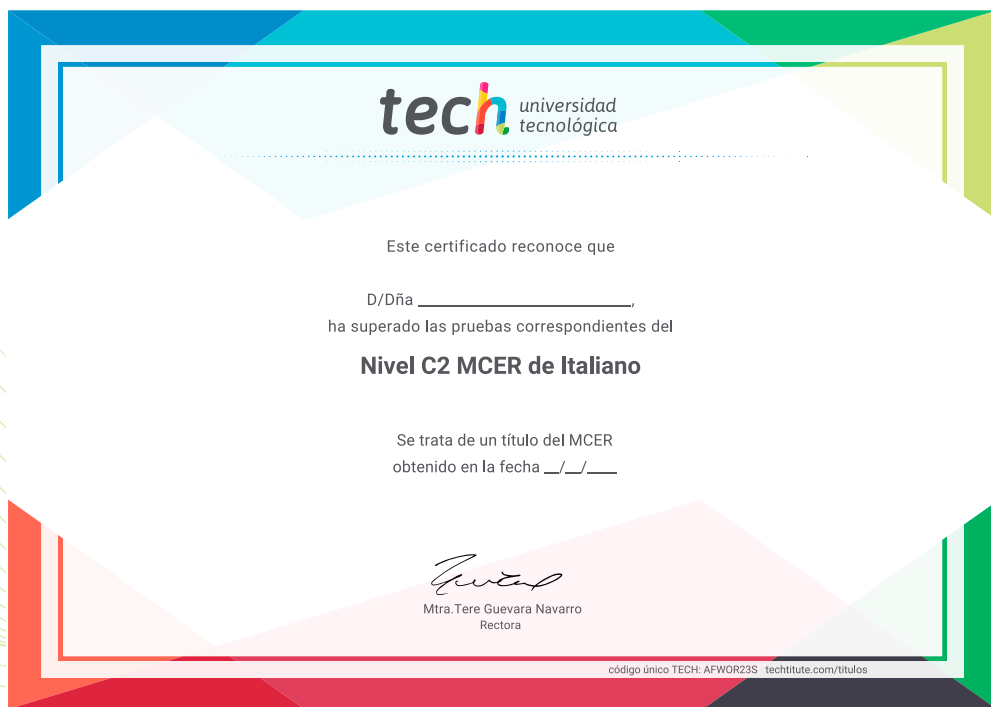 tech universidad
tecnológica
Este certificado reconoce que
D/Dña ______________________,
ha superado las pruebas correspondientes del
Nivel C2 MCER de Italiano
Se trata de un título del MCER
obtenido en la fecha __/__/____
Mtra.Tere Guevara Navarro
Rectora
código único TECH: AFWOR23S techtitute.com/titulos